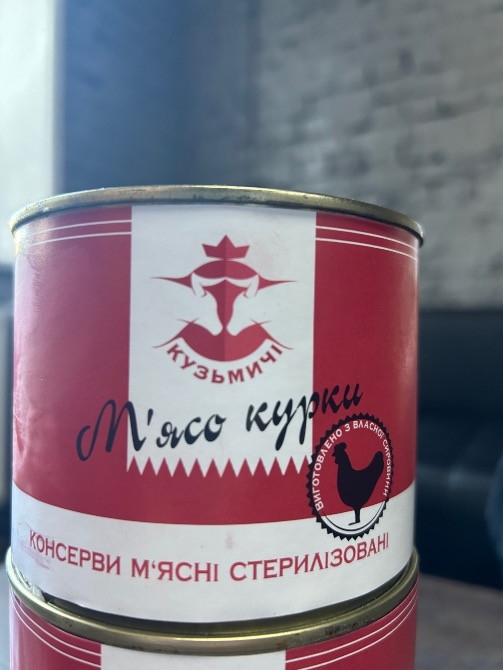 КУЗЬМИЧІ
М'ясо курки
ВИГОТОВЛЕНО З ВЛАСНОЇ СИРОВИНИ
КОНСЕРВИ М'ЯСНІ СТЕРИЛІЗОВАНІ